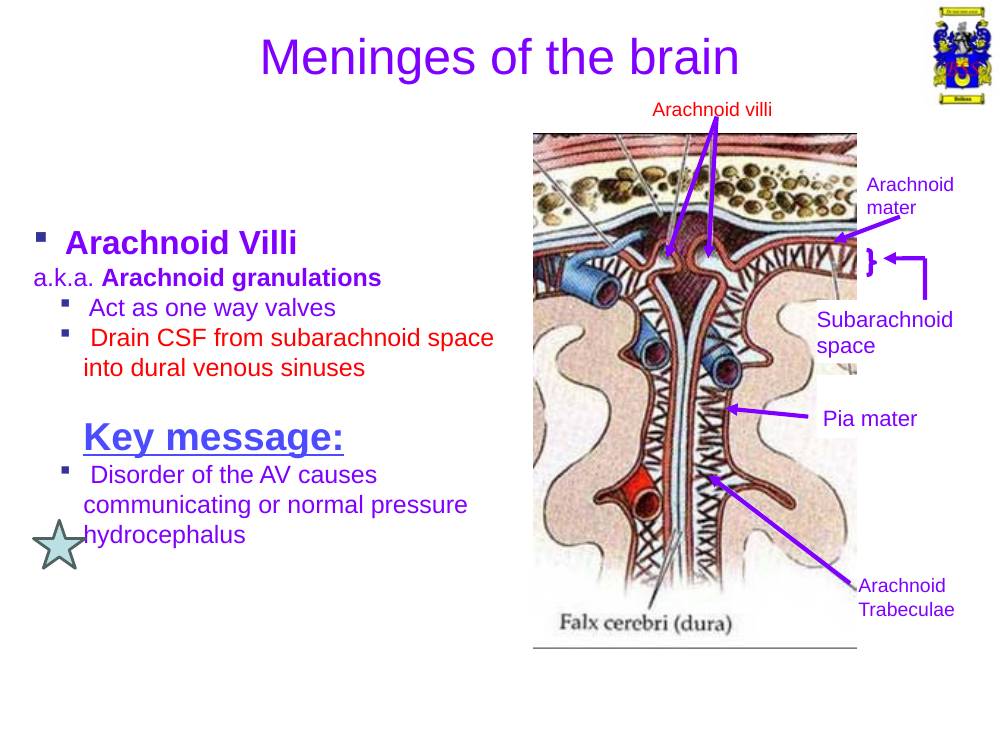 Meninges of the brain
Arachnoid villi
Arachnoid
mater
Arachnoid Villi
a.k.a. Arachnoid granulations
Act as one way valves
Drain CSF from subarachnoid space
into dural venous sinuses
Key message:
Disorder of the AV causes
communicating or normal pressure
hydrocephalus
}
Subarachnoid
space
Pia mater
Arachnoid
Trabeculae
Falx cerebri (dura)